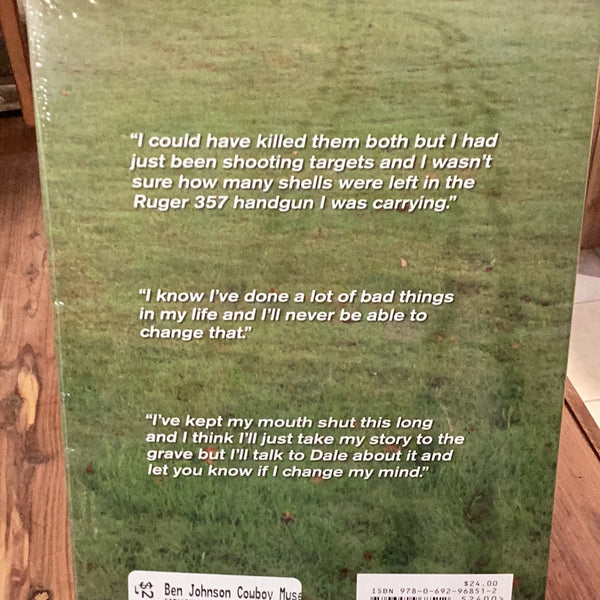 “I could have killed them both but I had
just been shooting targets and I wasn’t
sure how many shells were left in the
Ruger 357 handgun I was carrying.”
“I know I’ve done a lot of bad things
in my life and I’ll never be able to
change that.”
“I’ve kept my mouth shut this long
and I think I’ll just take my story to the
grave but I’ll talk to Dale about it and
let you know if I change my mind.”
$2
Ben Johnson Cowboy Muse
$24.00
ISBN 978-0-692-96851-2
52400>